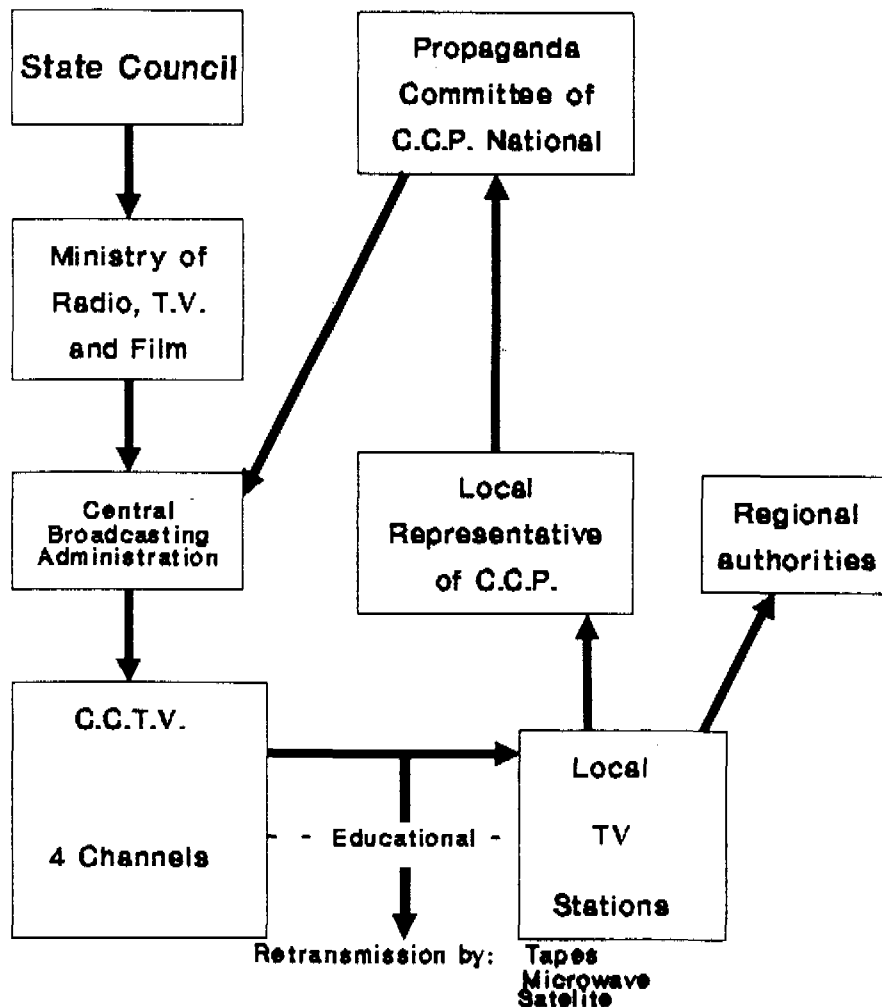 State Council
Propaganda
Committee of
C.C.P. National
Ministry of
Radio, T.V.
and Film
Central
Broadcasting
Administration
Local
Representative
of C.C.P.
Regional
authorities
C.C.T.V.
4 Channels
- - Educational -
Local
TV
Stations
Retransmission by: Tapes
Microwave
Satelite